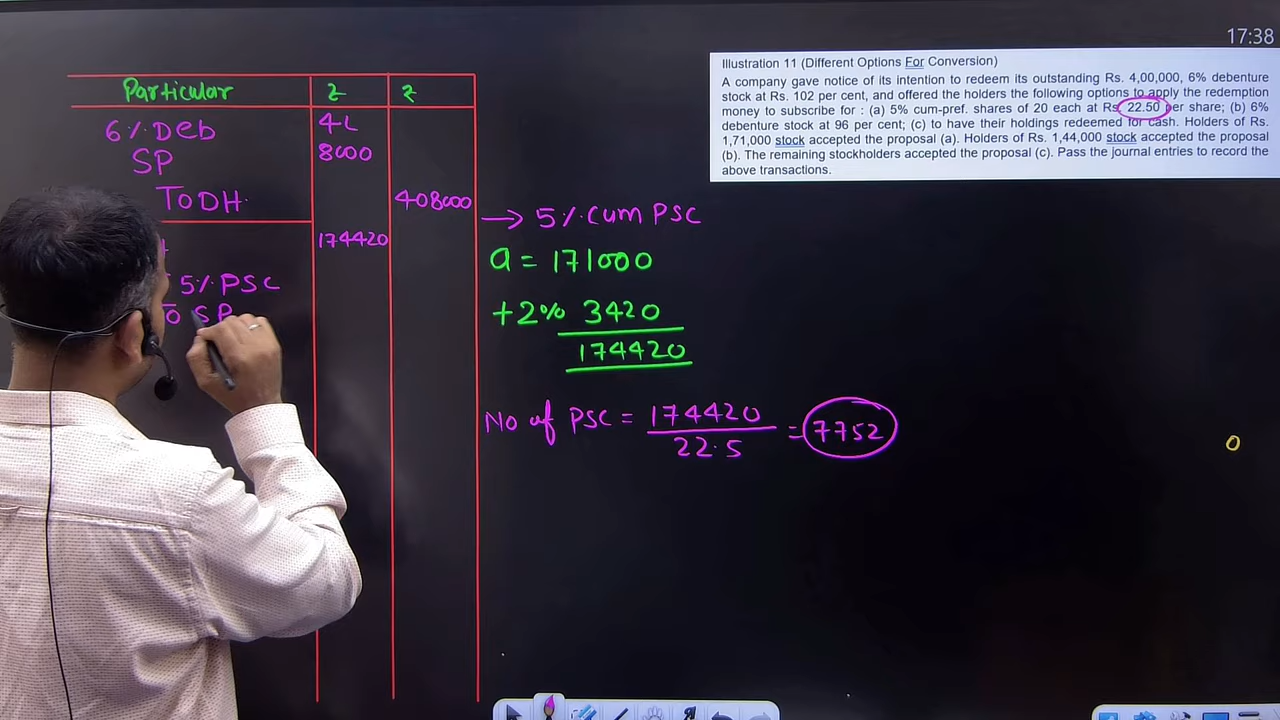 17:38
Illustration 11 (Different Options For Conversion)
A company gave notice of its intention to redeem its outstanding Rs. 4,00,000, 6% debenture
stock at Rs. 102 per cent, and offered the holders the following options to apply the redemption
money to subscribe for : (a) 5% cum-pref. shares of 20 each at Rs. 22.50 per share; (b) 6%
debenture stock at 96 per cent; (c) to have their holdings redeemed for cash. Holders of Rs.
1,71,000 stock accepted the proposal (a). Holders of Rs. 1,44,000 stock accepted the proposal
(b). The remaining stockholders accepted the proposal (c). Pass the journal entries to record the
above transactions.
Particular ₹ ₹
6% Deb 4L
SP 8000
To DH 408000
174420
5% PSC
To SP
→ 5% Cum PSC
a = 171000
+2% 3420
174420
No of PSC = 174420 / 22.5 = 7752